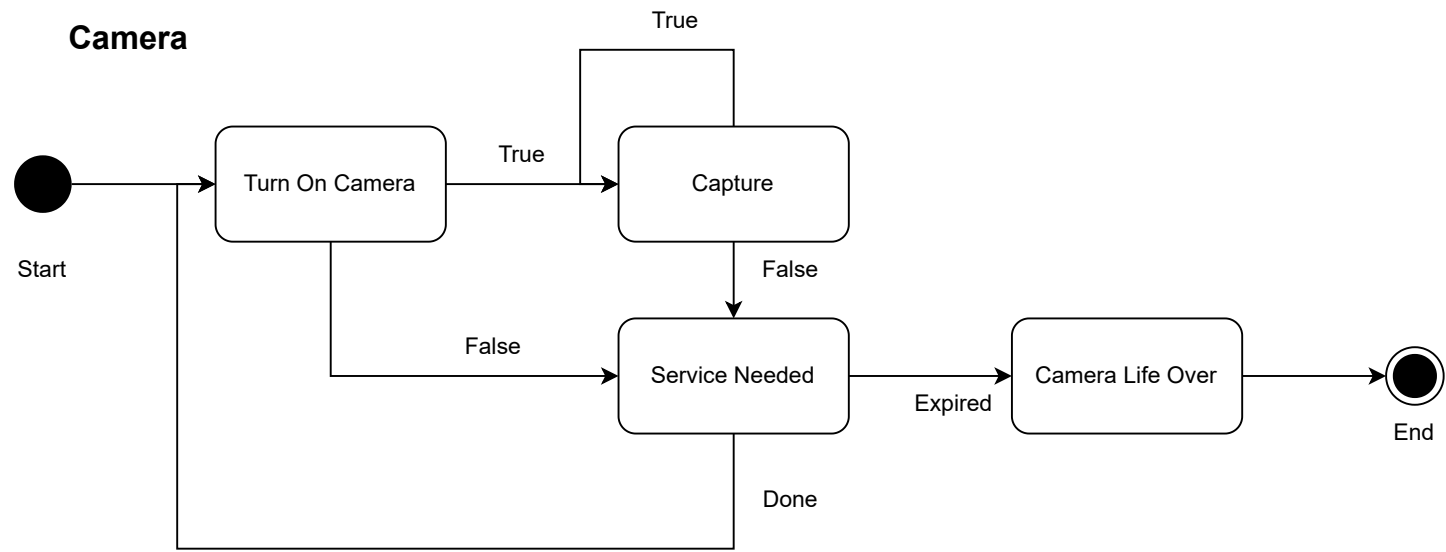 Camera
True
True
Turn On Camera
Capture
Start
False
False
Service Needed
Camera Life Over
Expired
End
Done